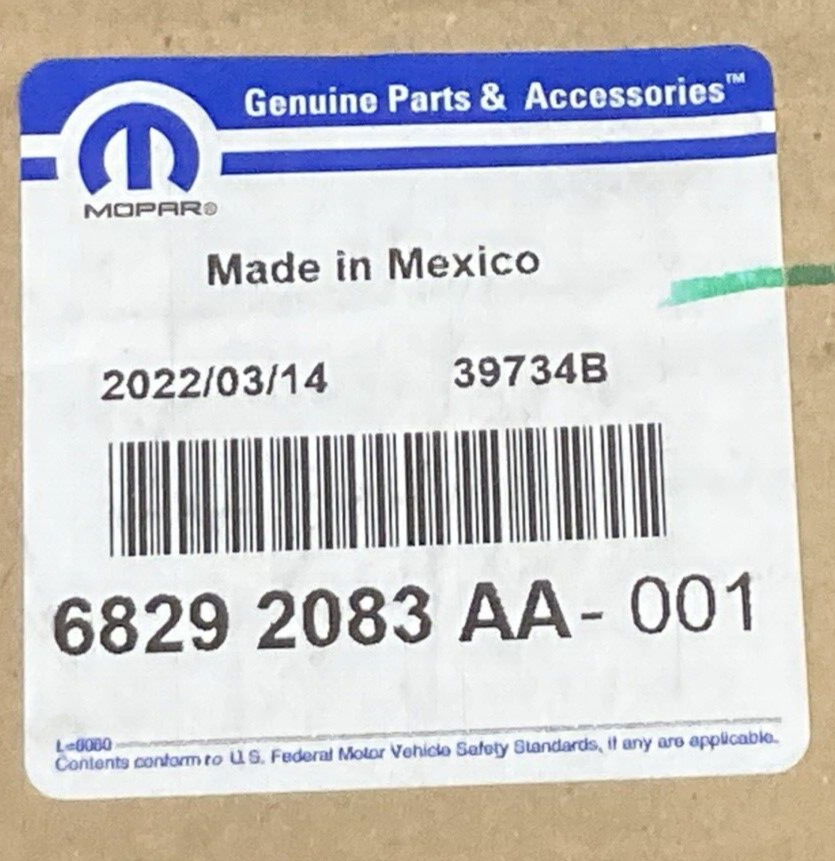 Genuine Parts & Accessories™
MOPAR®
Made in Mexico
2022/03/14 39734B
6829 2083 AA- 001
L-0080
Contents conform to U.S. Federal Motor Vehicle Safety Standards, if any are applicable.